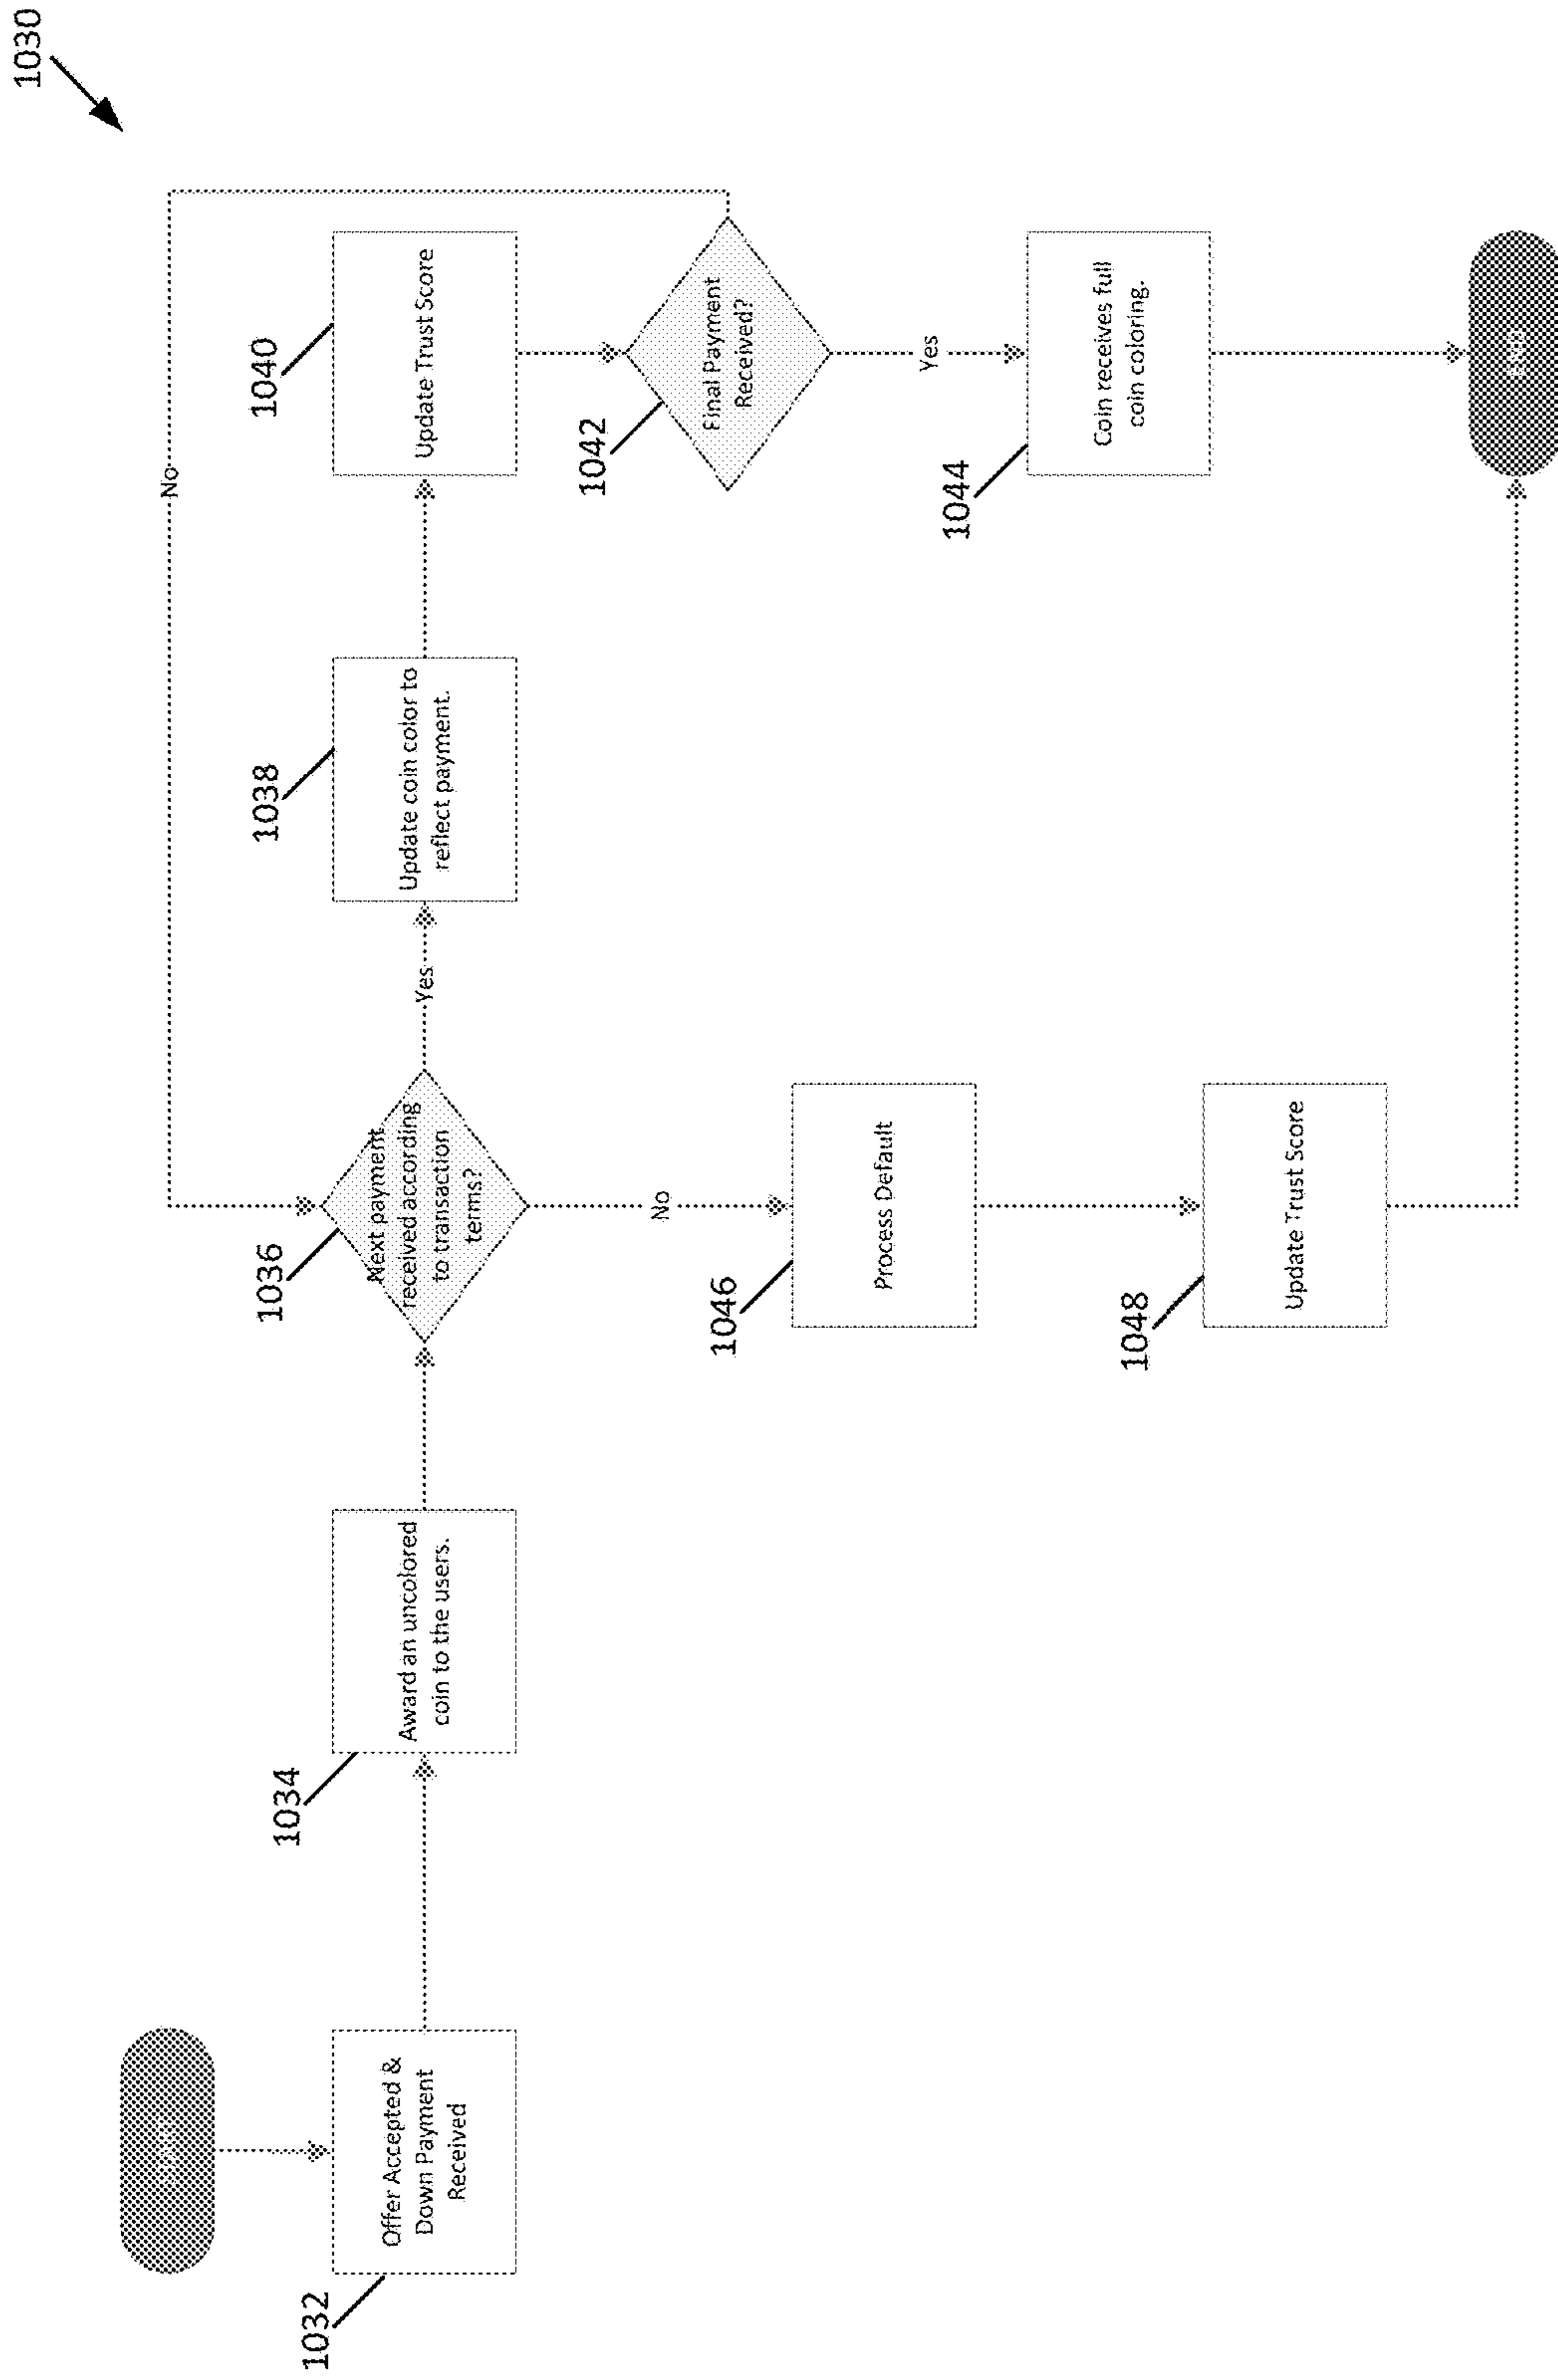 1030
1032
Offer Accepted &
Down Payment
Received
1034
Award an uncolored
coin to the users.
1036
Next payment
received according
to transaction
terms?
Yes
No
1038
Update coin color to
reflect payment.
1040
Update Trust Score
1042
Final Payment
Received?
No
Yes
1044
Coin receives full
coin coloring.
1046
Process Default
1048
Update Trust Score